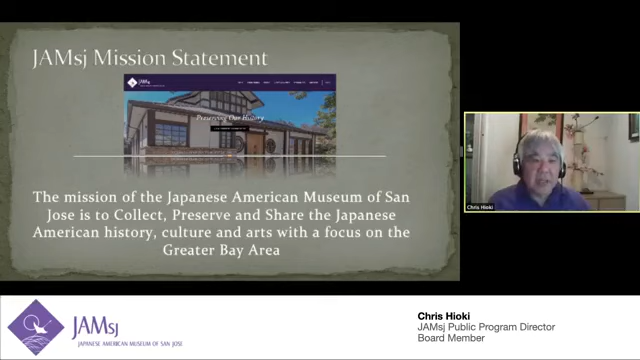 JAMsj Mission Statement
JAMsj
Preserving Our History
The mission of the Japanese American Museum of San
Jose is to Collect, Preserve and Share the Japanese
American history, culture and arts with a focus on the
Greater Bay Area
Chris Hioki
JAMsj
JAPANESE AMERICAN MUSEUM OF SAN JOSE
Chris Hioki
JAMsj Public Program Director
Board Member